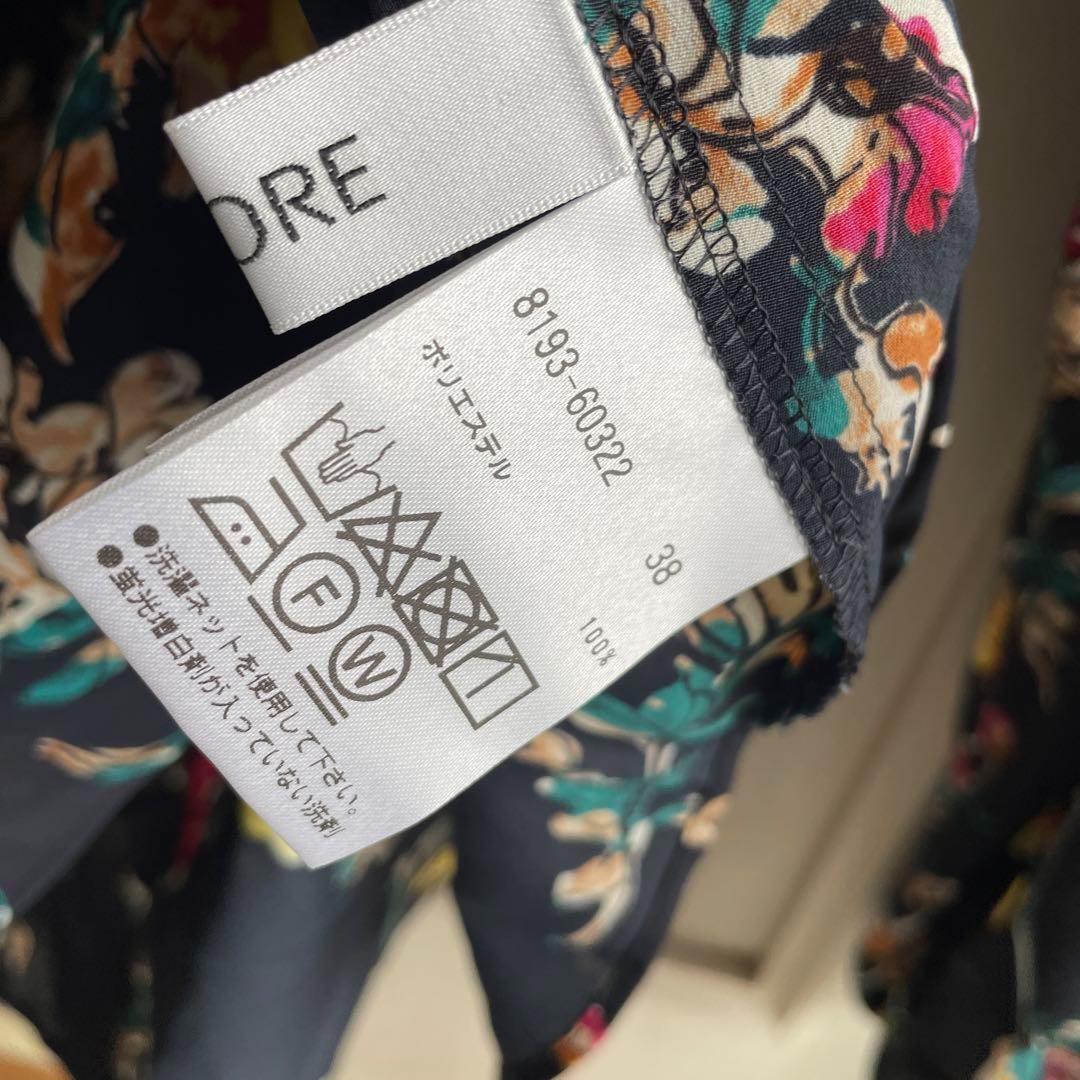 ORE
8193-60322
38
ポリエステル
100%
F
W
●洗濯ネットを使用して下さい。
●蛍光増白剤が入っていない洗剤